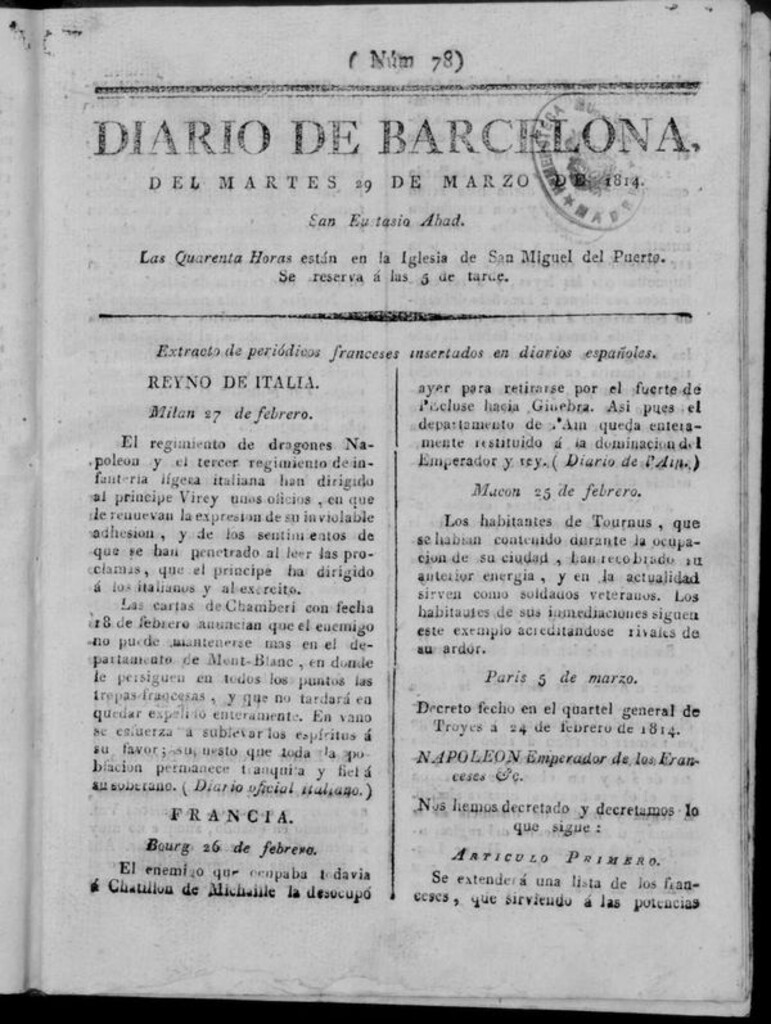 ( Núm 78)
DIARIO DE BARCELONA,
DEL MARTES 29 DE MARZO DE 1814.
San Eustasio Abad.
Las Quarenta Horas están en la Iglesia de San Miguel del Puerto.
Se reserva á las 5 de tarde.
Extracto de periódicos franceses insertados en diarios españoles.
REYNO DE ITALIA.
Milan 27 de febrero.
El regimiento de dragones Na-
poleon y el tercer regimiento de in-
fanteria ligera italiana han dirigido
al principe Virey unos oficios, en que
le renuevan la expresion de su inviolable
adhesion, y de los sentimientos de
que se han penetrado al leer las pro-
clamas, que el principe ha dirigido
á los italianos y al exercito.
Las cartas de Chamberi con fecha
18 de febrero anuncian que el enemigo
no puede mantenerse mas en el de-
partamento de Mont-Blanc, en donde
le persiguen en todos los puntos las
tropas francesas, y que no tardará en
quedar expelido enteramente. En vano
se esfuerza á sublevar los espíritus á
su favor; supuesto que toda la po-
blacion permanece tranquila y fiel á
su soberano. ( Diario oficial italiano. )
FRANCIA.
Bourg 26 de febrero.
El enemigo que ocupaba todavia
á Chatillon de Michaille la desocupó
ayer para retirarse por el fuerte de
l'Ecluse hacia Ginebra. Asi pues el
departamento de l'Ain queda entera-
mente restituido á la dominacion del
Emperador y rey. ( Diario de l'Ain. )
Macon 25 de febrero.
Los habitantes de Tournus, que
se habian contenido durante la ocupa-
cion de su ciudad, han recobrado su
anterior energia, y en la actualidad
sirven como soldados veteranos. Los
habitantes de sus inmediaciones siguen
este exemplo acreditandose rivales de
su ardor.
Paris 5 de marzo.
Decreto fecho en el quartel general de
Troyes á 24 de febrero de 1814.
NAPOLEON Emperador de los Fran-
ceses &c.
Nos hemos decretado y decretamos lo
que sigue:
ARTICULO PRIMERO.
Se extenderá una lista de los fran-
ceses, que sirviendo á las potencias